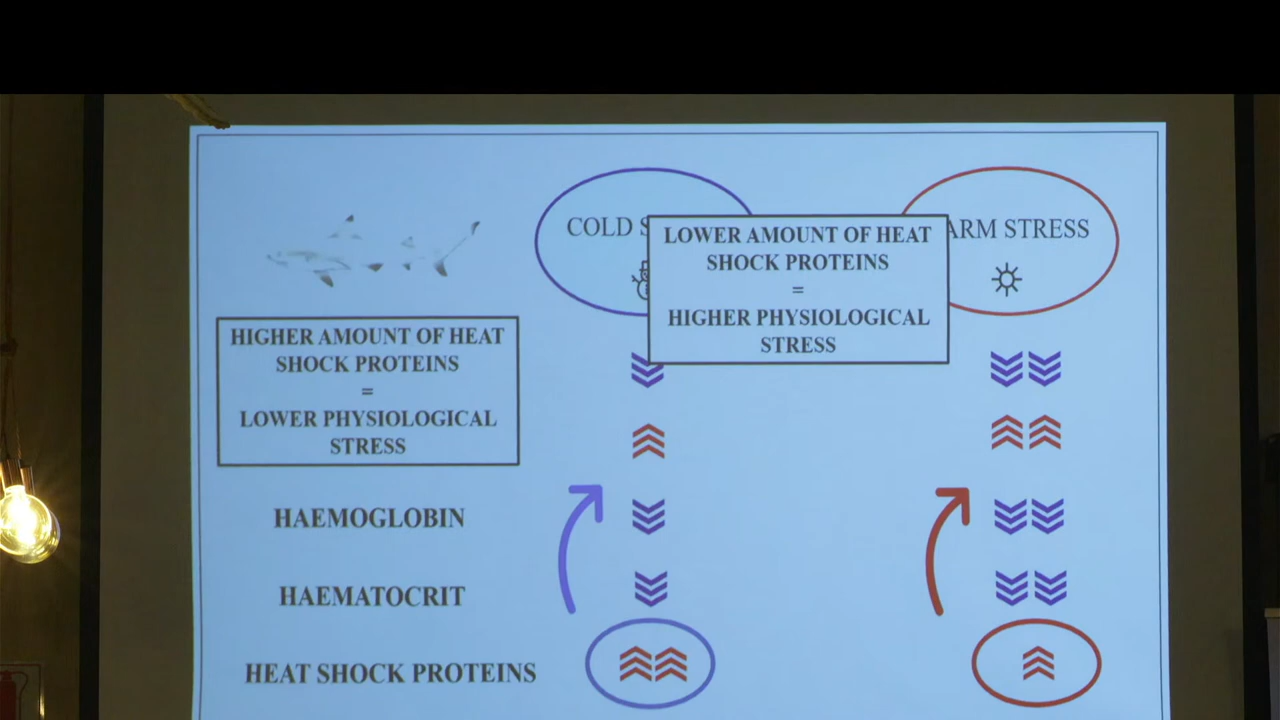 COLD
ARM STRESS
LOWER AMOUNT OF HEAT
SHOCK PROTEINS
=
HIGHER PHYSIOLOGICAL
STRESS
HIGHER AMOUNT OF HEAT
SHOCK PROTEINS
=
LOWER PHYSIOLOGICAL
STRESS
HAEMOGLOBIN
HAEMATOCRIT
HEAT SHOCK PROTEINS